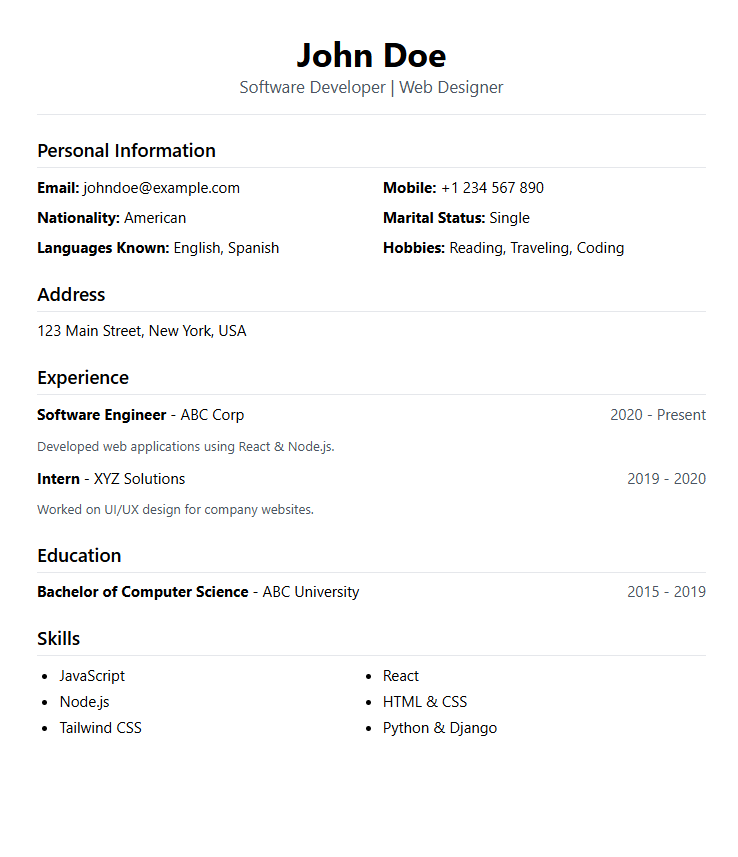 John Doe
Software Developer | Web Designer
Personal Information
Email: johndoe@example.com
Mobile: +1 234 567 890
Nationality: American
Marital Status: Single
Languages Known: English, Spanish
Hobbies: Reading, Traveling, Coding
Address
123 Main Street, New York, USA
Experience
Software Engineer - ABC Corp
2020 - Present
Developed web applications using React & Node.js.
Intern - XYZ Solutions
2019 - 2020
Worked on UI/UX design for company websites.
Education
Bachelor of Computer Science - ABC University
2015 - 2019
Skills
• JavaScript
• React
• Node.js
• HTML & CSS
• Tailwind CSS
• Python & Django